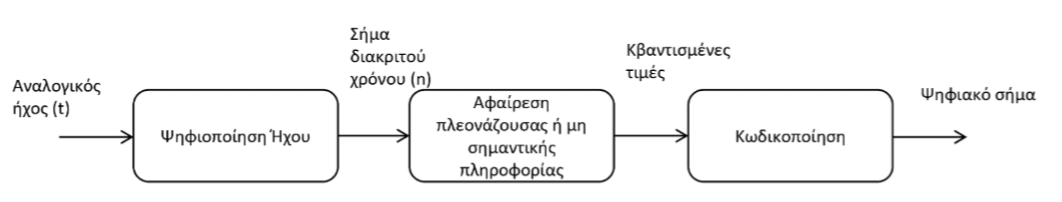 Αναλογικός
ήχος (t)
Ψηφιοποίηση Ήχου
Σήμα
διακριτού
χρόνου (n)
Αφαίρεση
πλεονάζουσας ή μη
σημαντικής
πληροφορίας
Κβαντισμένες
τιμές
Κωδικοποίηση
Ψηφιακό σήμα